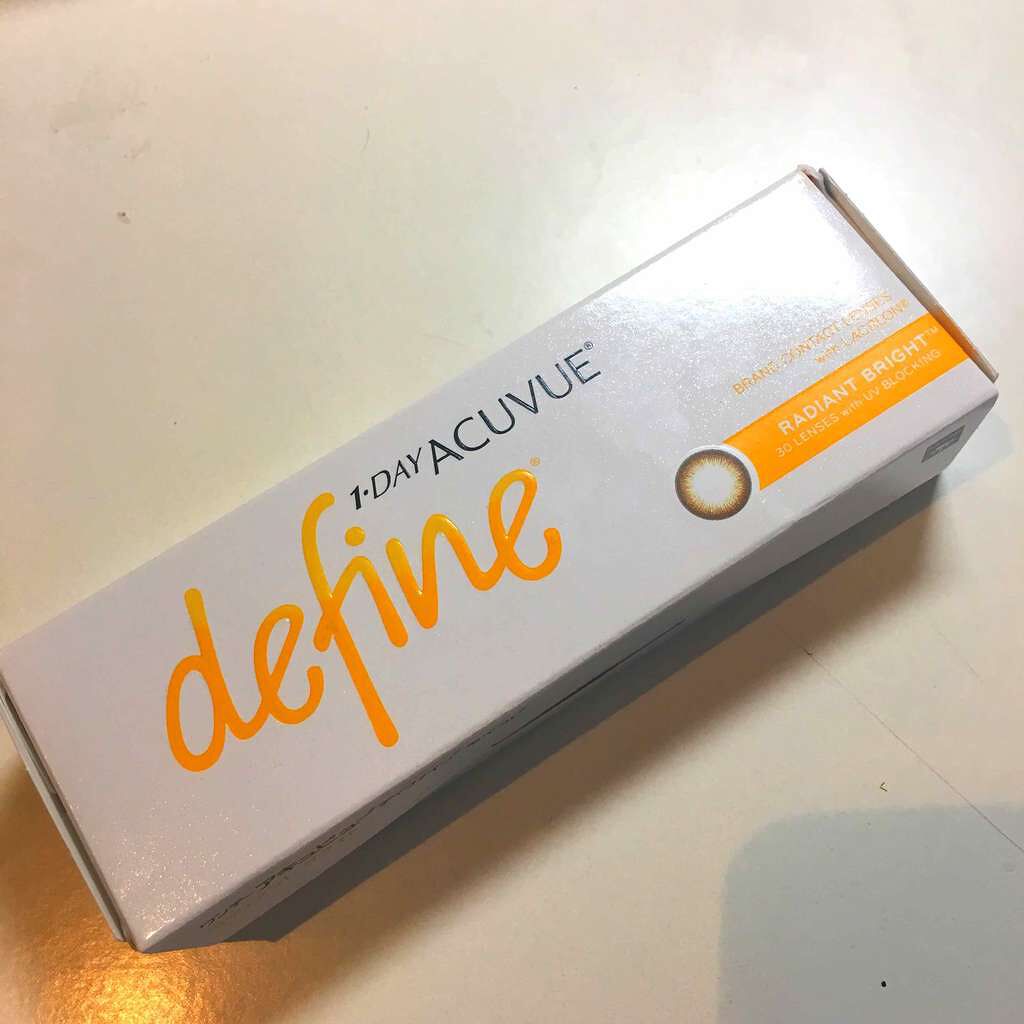 1·DAY ACUVUE®
define®
BRAND CONTACT LENSES
with LACREON®
RADIANT BRIGHT™
30 LENSES with UV BLOCKING